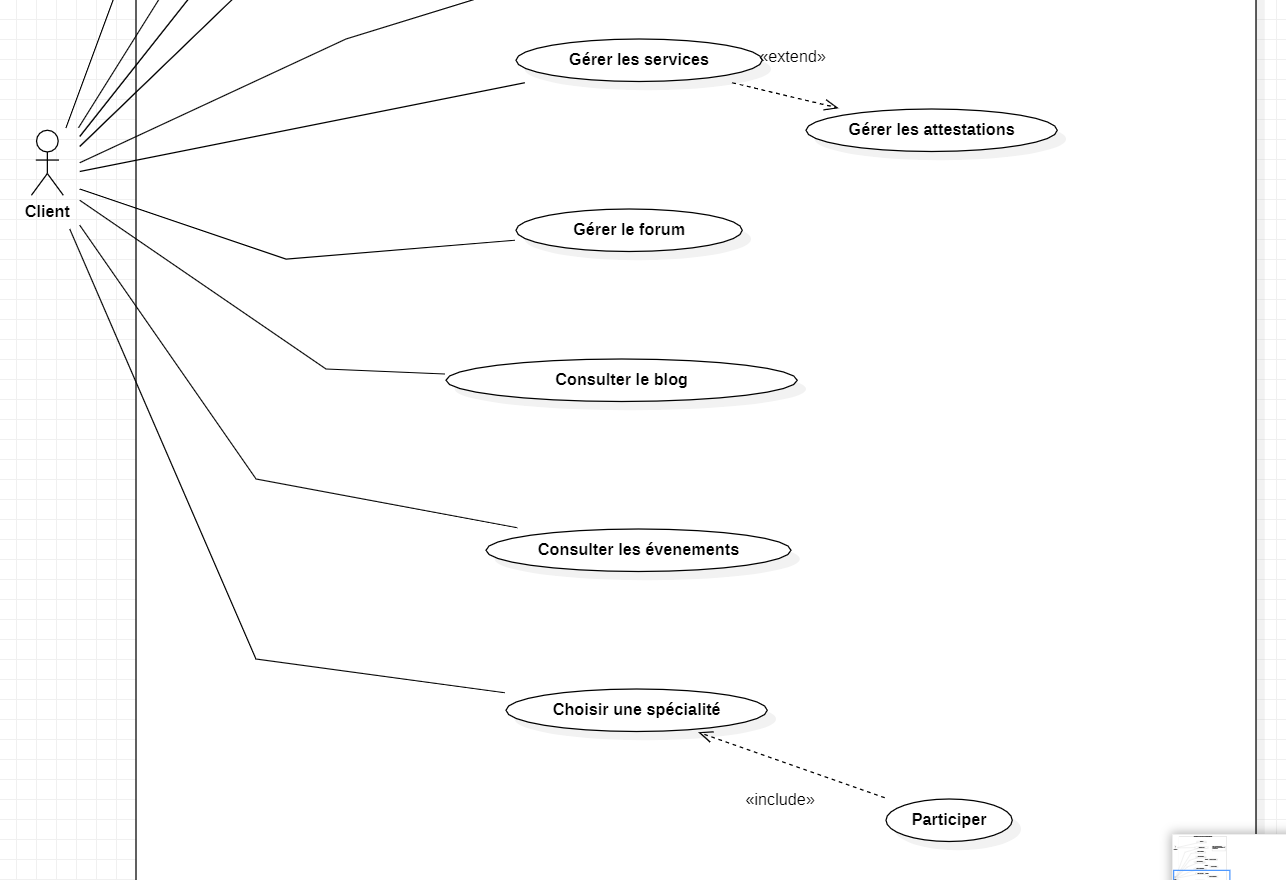 Gérer les services
«extend»
Gérer les attestations
Client
Gérer le forum
Consulter le blog
Consulter les évenements
Choisir une spécialité
«include»
Participer